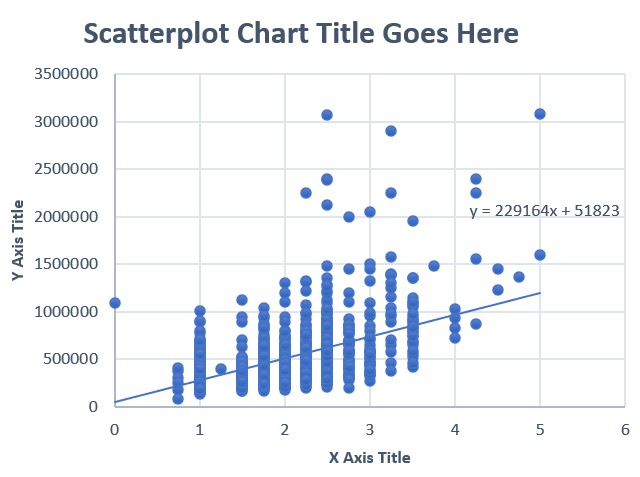 Scatterplot Chart Title Goes Here
3500000
3000000
2500000
2000000
1500000
1000000
500000
0
Y Axis Title
y = 229164x + 51823
0 1 2 3 4 5 6
X Axis Title